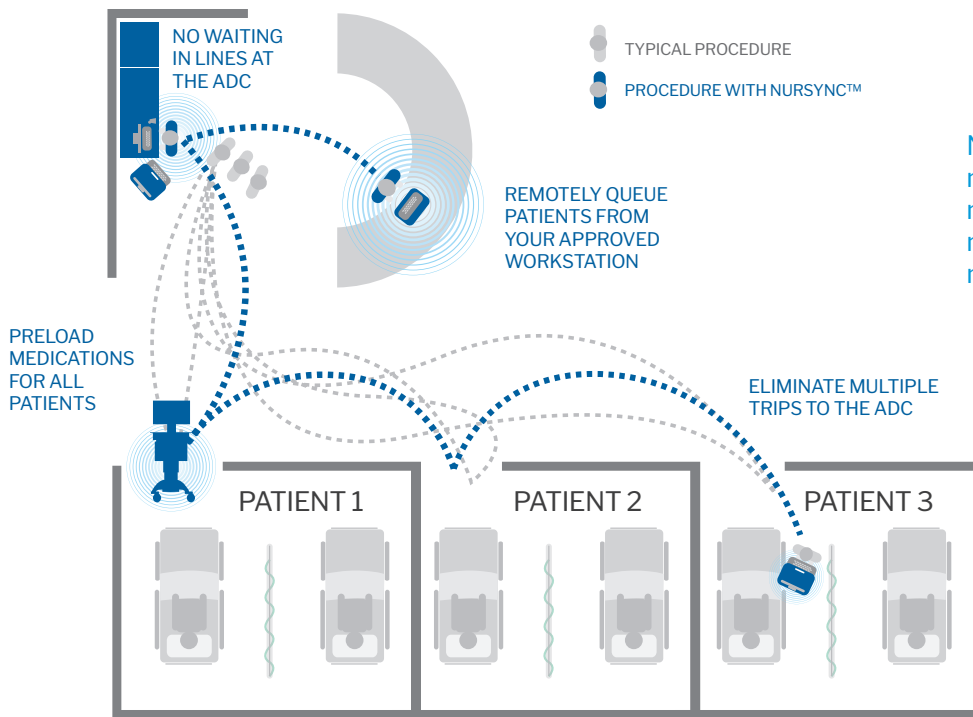 NO WAITING
IN LINES AT
THE ADC
TYPICAL PROCEDURE
PROCEDURE WITH NURSYNC™
REMOTELY QUEUE
PATIENTS FROM
YOUR APPROVED
WORKSTATION
PRELOAD
MEDICATIONS
FOR ALL
PATIENTS
ELIMINATE MULTIPLE
TRIPS TO THE ADC
PATIENT 1
PATIENT 2
PATIENT 3